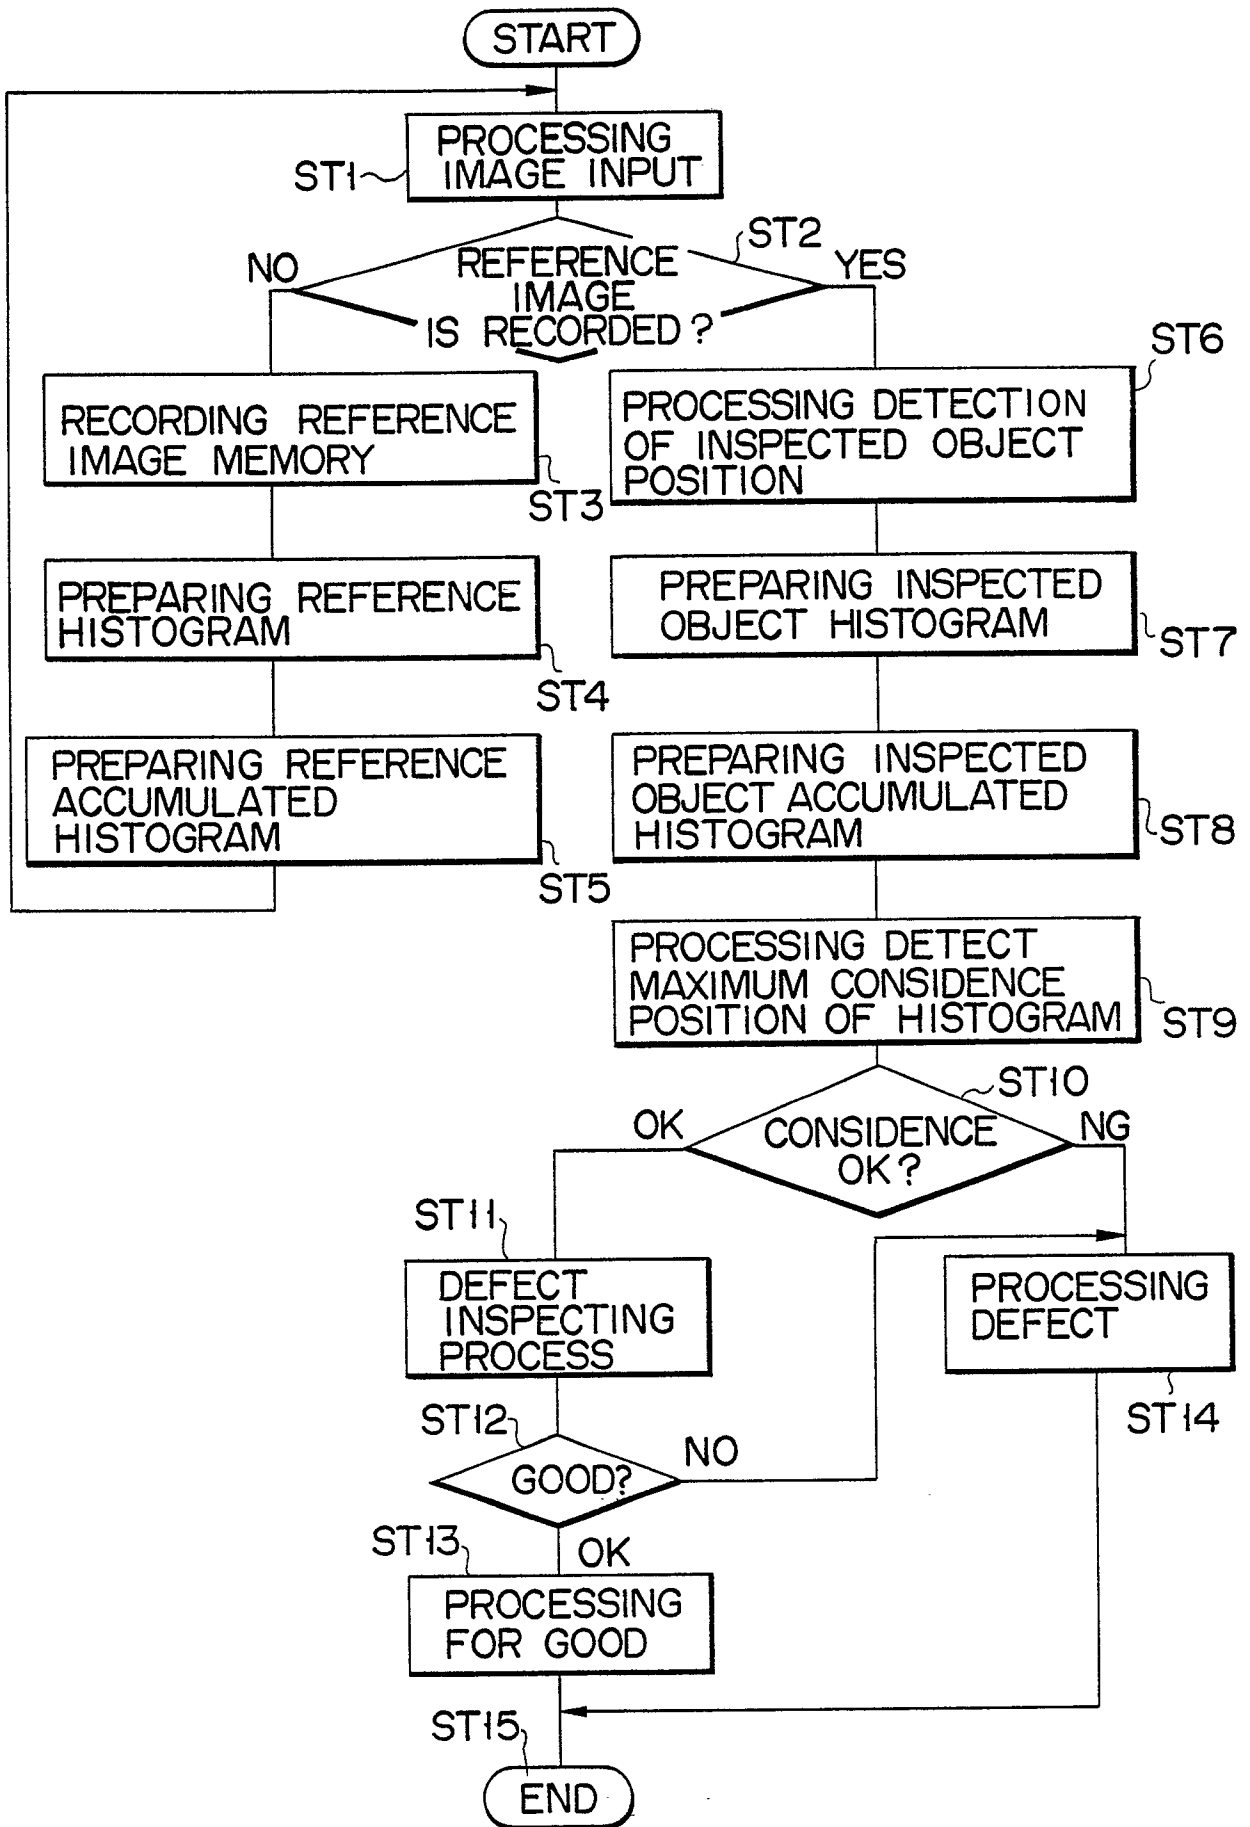 START
PROCESSING
IMAGE INPUT
ST1
ST2
NO
YES
REFERENCE
IMAGE
IS RECORDED?
RECORDING REFERENCE
IMAGE MEMORY
ST3
PREPARING REFERENCE
HISTOGRAM
ST4
PREPARING REFERENCE
ACCUMULATED
HISTOGRAM
ST5
ST6
PROCESSING DETECTION
OF INSPECTED OBJECT
POSITION
PREPARING INSPECTED
OBJECT HISTOGRAM
ST7
PREPARING INSPECTED
OBJECT ACCUMULATED
HISTOGRAM
ST8
PROCESSING DETECT
MAXIMUM CONSIDENCE
POSITION OF HISTOGRAM
ST9
ST10
OK
NG
CONSIDENCE
OK?
ST11
DEFECT
INSPECTING
PROCESS
PROCESSING
DEFECT
ST14
ST12
NO
GOOD?
ST13
OK
PROCESSING
FOR GOOD
ST15
END